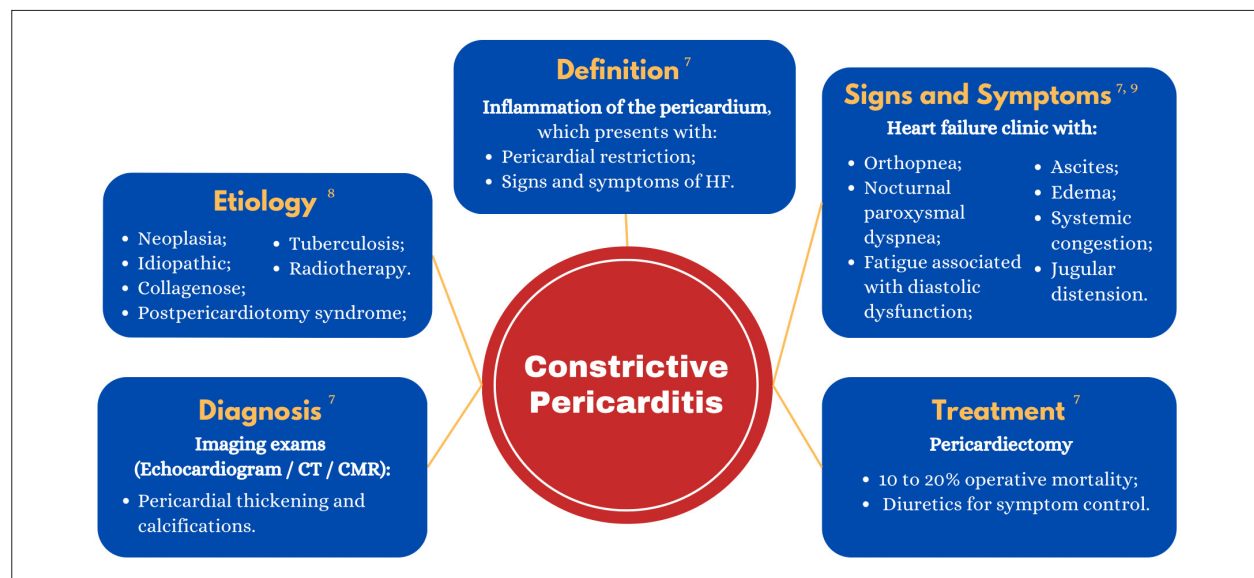 Definition 7
Inflammation of the pericardium,
which presents with:
• Pericardial restriction;
• Signs and symptoms of HF.
Signs and Symptoms 7, 9
Heart failure clinic with:
• Orthopnea;
• Nocturnal
paroxysmal
dyspnea;
• Fatigue associated
with diastolic
dysfunction;
• Ascites;
• Edema;
• Systemic
congestion;
• Jugular
distension.
Etiology 8
• Neoplasia;
• Idiopathic;
• Collagenose;
• Postpericardiotomy syndrome;
• Tuberculosis;
• Radiotherapy.
Constrictive
Pericarditis
Diagnosis 7
Imaging exams
(Echocardiogram / CT / CMR):
• Pericardial thickening and
calcifications.
Treatment 7
Pericardiectomy
• 10 to 20% operative mortality;
• Diuretics for symptom control.